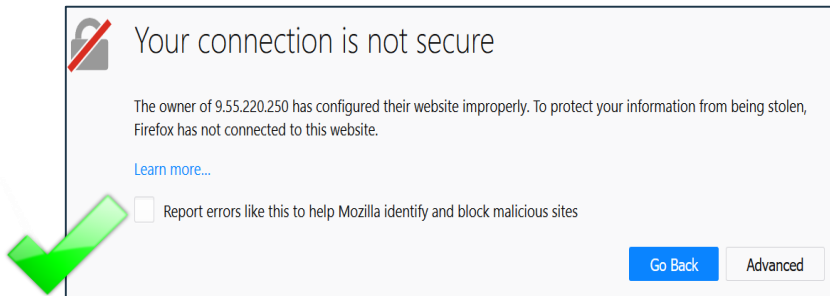 Your connection is not secure
The owner of 9.55.220.250 has configured their website improperly. To protect your information from being stolen,
Firefox has not connected to this website.
Learn more...
Report errors like this to help Mozilla identify and block malicious sites
Go Back Advanced